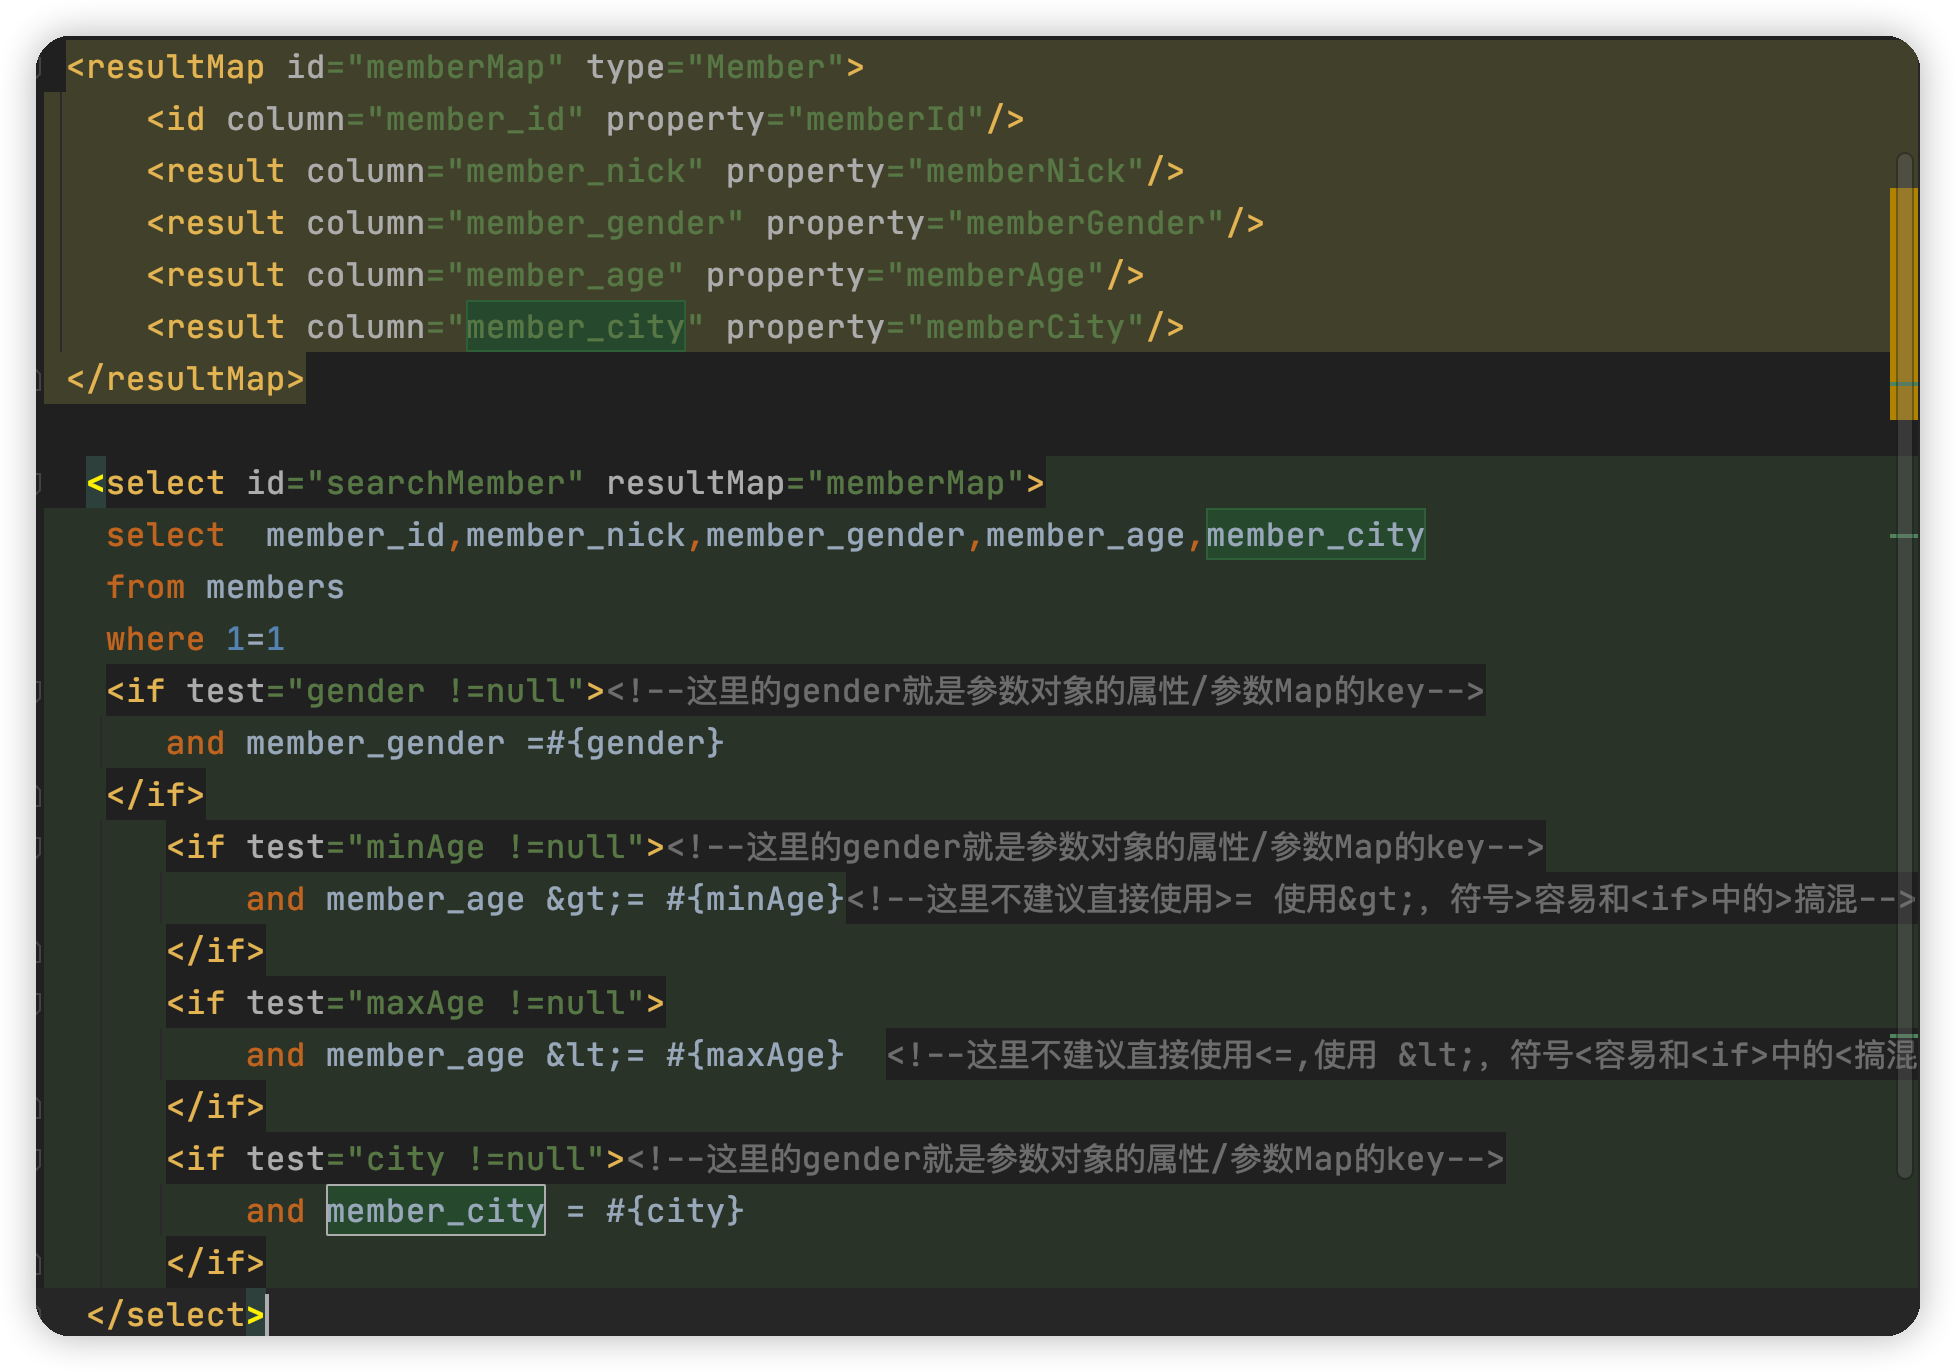 <resultMap id="memberMap" type="Member">
<id column="member_id" property="memberId"/>
<result column="member_nick" property="memberNick"/>
<result column="member_gender" property="memberGender"/>
<result column="member_age" property="memberAge"/>
<result column="member_city" property="memberCity"/>
</resultMap>
<select id="searchMember" resultMap="memberMap">
select  member_id,member_nick,member_gender,member_age,member_city
from members
where 1=1
<if test="gender !=null"><!--这里的gender就是参数对象的属性/参数Map的key-->
and member_gender =#{gender}
</if>
<if test="minAge !=null"><!--这里的gender就是参数对象的属性/参数Map的key-->
and member_age &gt;= #{minAge}<!--这里不建议直接使用>= 使用&gt;, 符号>容易和<if>中的>搞混-->
</if>
<if test="maxAge !=null">
and member_age &lt;= #{maxAge}  <!--这里不建议直接使用<=,使用 &lt;, 符号<容易和<if>中的<搞混
</if>
<if test="city !=null"><!--这里的gender就是参数对象的属性/参数Map的key-->
and member_city = #{city}
</if>
</select>